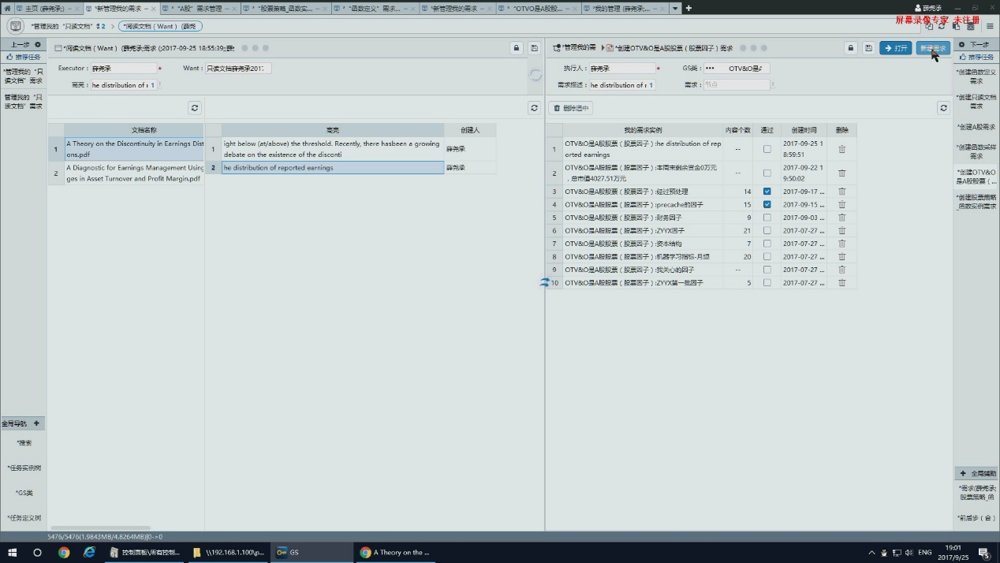 主页 (薛尧承;)
*新管理我的需求
* "A股" 需求管理
* "股票策略_函数实...
* "函数定义" 需求...
*新管理我的需求
* "OTVO是A股股...
*我的管理 (薛尧承;...
薛尧承
屏幕录像专家 未注册
*管理我的 "只读文档"
2
*阅读文档 ( Want ) (薛尧
上一步
推荐任务
*管理我的 "只
读文档" 需求
管理我的 "只
读文档" 需求
全局导航
*搜索
*任务实例树
*GS类
*任务定义树
*阅读文档 ( Want ) (薛尧承;需求 (;2017-09-25 18:55:39;;薛
Executor :
薛尧承
*
Want :
只读文档薛尧承2017
高亮 :
he distribution of r
1
!
文档名称
高亮
创建人
1
A Theory on the Discontinuity in Earnings Dist
ons.pdf
2
A Diagnostic for Earnings Management Using
ges in Asset Turnover and Profit Margin.pdf
1
ight below (at/above) the threshold. Recently, there hasbeen a growing
debate on the existence of the disconti
薛尧承
2
he distribution of reported earnings
薛尧承
*管理我的需
*创建OTV&O是A股股票 ( 股票因子 ) 需求
打开
新建需求
执行人 :
薛尧承
*
GS类 :
•••
OTV&O是A
需求描述 :
he distribution of r
1
需求 :
节点
!
删除选中
我的需求实例
内容个数
通过
创建时间
删除
1
OTV&O是A股股票 ( 股票因子 ) :he distribution of rep
orted earnings
--
2017-09-25 1
8:59:51
2
OTV&O是A股股票 ( 股票因子 ) :本周末剩余资金0万元
, 总市值4027.51万元
--
2017-09-22 1
9:50:02
3 OTV&O是A股股票 ( 股票因子 ) :经过预处理 14 2017-09-17 ...
4 OTV&O是A股股票 ( 股票因子 ) :precache的因子 15 2017-09-15 ...
5 OTV&O是A股股票 ( 股票因子 ) :财务因子 9 2017-09-03 ...
6 OTV&O是A股股票 ( 股票因子 ) :ZYYX因子 21 2017-07-27 ...
7 OTV&O是A股股票 ( 股票因子 ) :资本结构 7 2017-07-27 ...
8 OTV&O是A股股票 ( 股票因子 ) :机器学习指标-月频 20 2017-07-27 ...
9 OTV&O是A股股票 ( 股票因子 ) :我关心的因子 -- 2017-07-27 ...
10 OTV&O是A股股票 ( 股票因子 ) :ZYYX第一批因子 5 2017-07-27 ...
下一步
推荐任务
*创建函数定义
需求
*创建只读文档
需求
*创建A股需求
*创建函数采样
需求
*创建OTV&O
是A股股票 ( ...
*创建股票策略
_函数实例需求
全局辅助
*需求(薛尧承;
股票策略_函
*前后步 ( 合 )
5476/5476(1.9843MB/4.8264MB)|0->0
控制面板\所有控制...
\\192.168.1.100\p...
GS
A Theory on the ...
ENG
19:01
2017/9/25
5